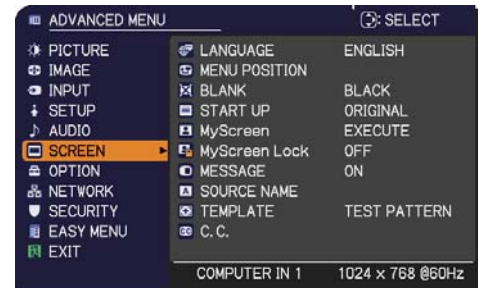 ADVANCED MENU : SELECT
PICTURE
IMAGE
INPUT
SETUP
AUDIO
SCREEN
OPTION
NETWORK
SECURITY
EASY MENU
EXIT
LANGUAGE ENGLISH
MENU POSITION
BLANK BLACK
START UP ORIGINAL
MyScreen EXECUTE
MyScreen Lock OFF
MESSAGE ON
SOURCE NAME
TEMPLATE TEST PATTERN
C. C.
COMPUTER IN 1 1024 x 768 @60Hz